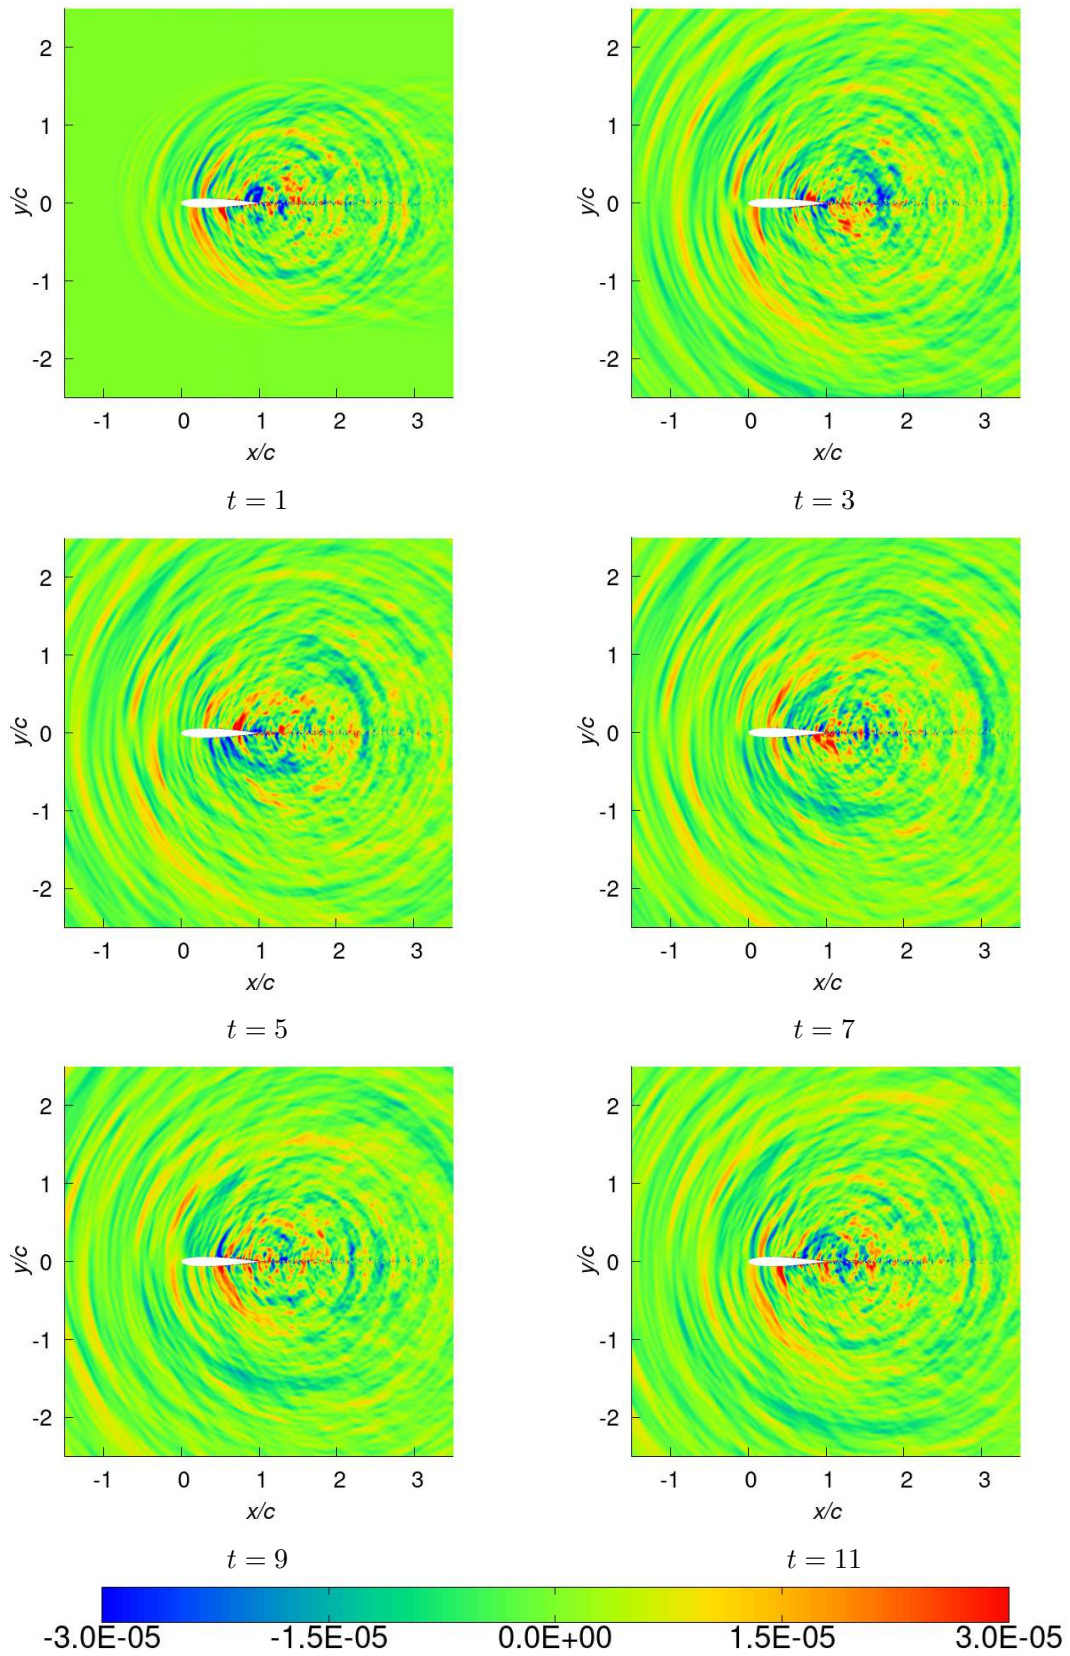 2
2
1
1
y/c
0
y/c
0
-1
-1
-2
-2
-1 0 1 2 3
-1 0 1 2 3
x/c
x/c
t = 1
t = 3
2
2
1
1
y/c
0
y/c
0
-1
-1
-2
-2
-1 0 1 2 3
-1 0 1 2 3
x/c
x/c
t = 5
t = 7
2
2
1
1
y/c
0
y/c
0
-1
-1
-2
-2
-1 0 1 2 3
-1 0 1 2 3
x/c
x/c
t = 9
t = 11
-3.0E-05 -1.5E-05 0.0E+00 1.5E-05 3.0E-05